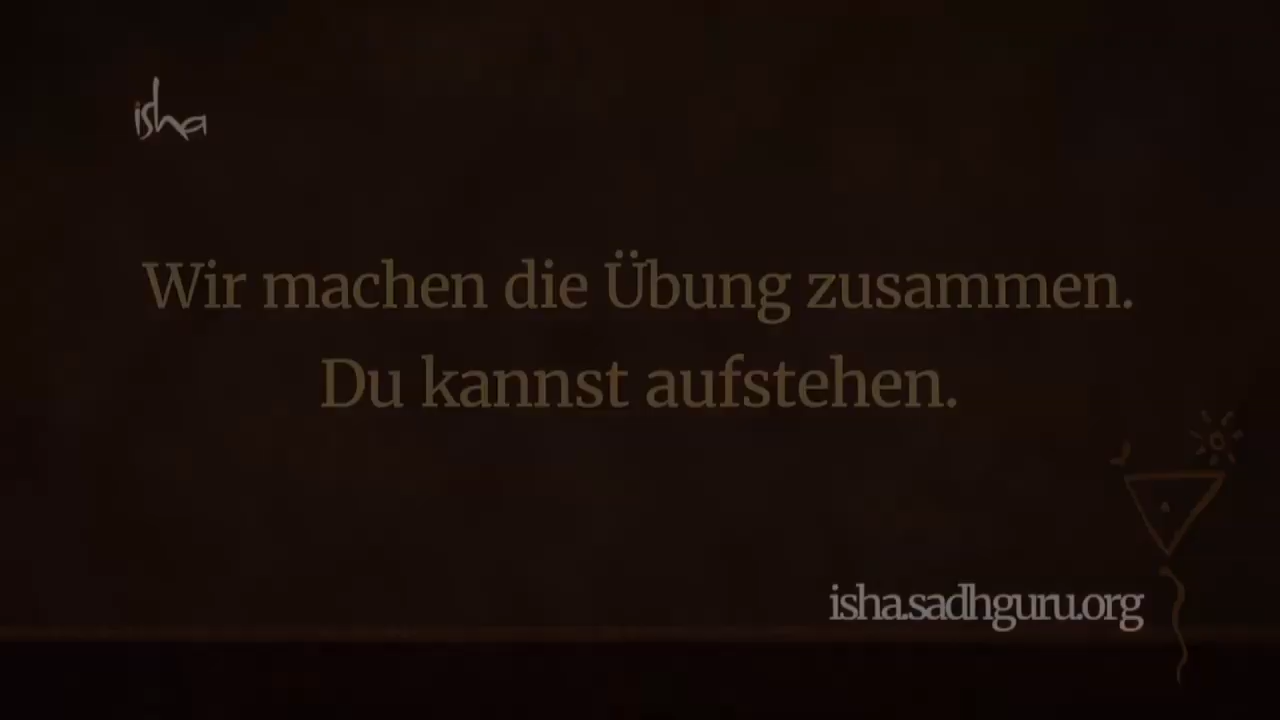 isha
Wir machen die Übung zusammen.
Du kannst aufstehen.
isha.sadhguru.org